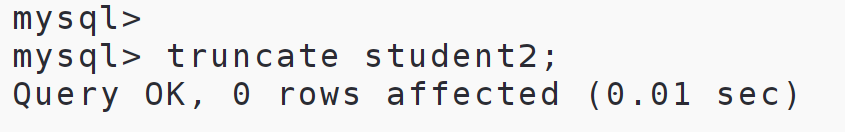 mysql>
mysql> truncate student2;
Query OK, 0 rows affected (0.01 sec)